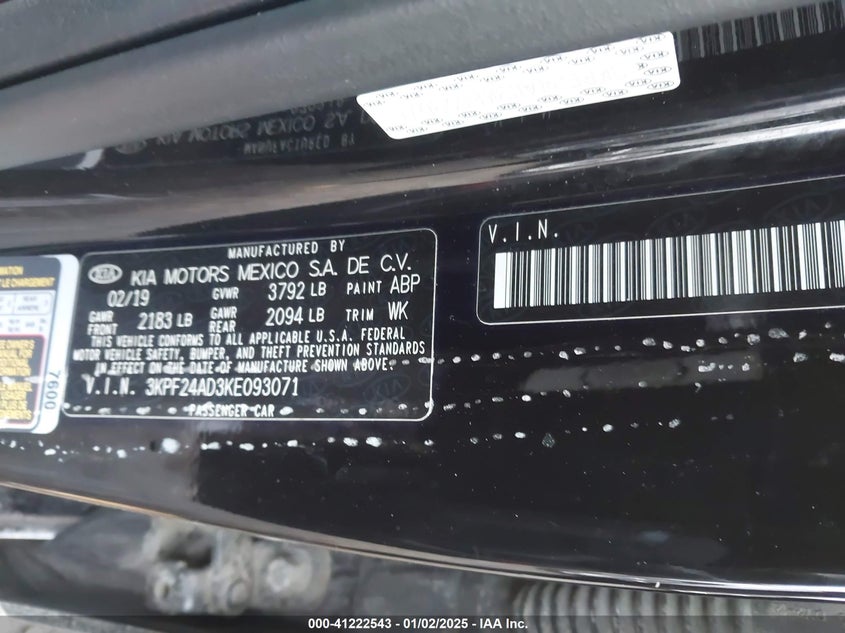 MANUFACTURED BY
KIA KIA MOTORS MEXICO S.A. DE C.V.
02/19 GVWR 3792 LB PAINT ABP
GAWR FRONT 2183 LB GAWR REAR 2094 LB TRIM WK
THIS VEHICLE CONFORMS TO ALL APPLICABLE U.S.A. FEDERAL
MOTOR VEHICLE SAFETY, BUMPER, AND THEFT PREVENTION STANDARDS
IN EFFECT ON THE DATE OF MANUFACTURE SHOWN ABOVE.
V.I.N. 3KPF24AD3KE093071
PASSENGER CAR
V.I.N.
7600
000-41222543 - 01/02/2025 - IAA Inc.